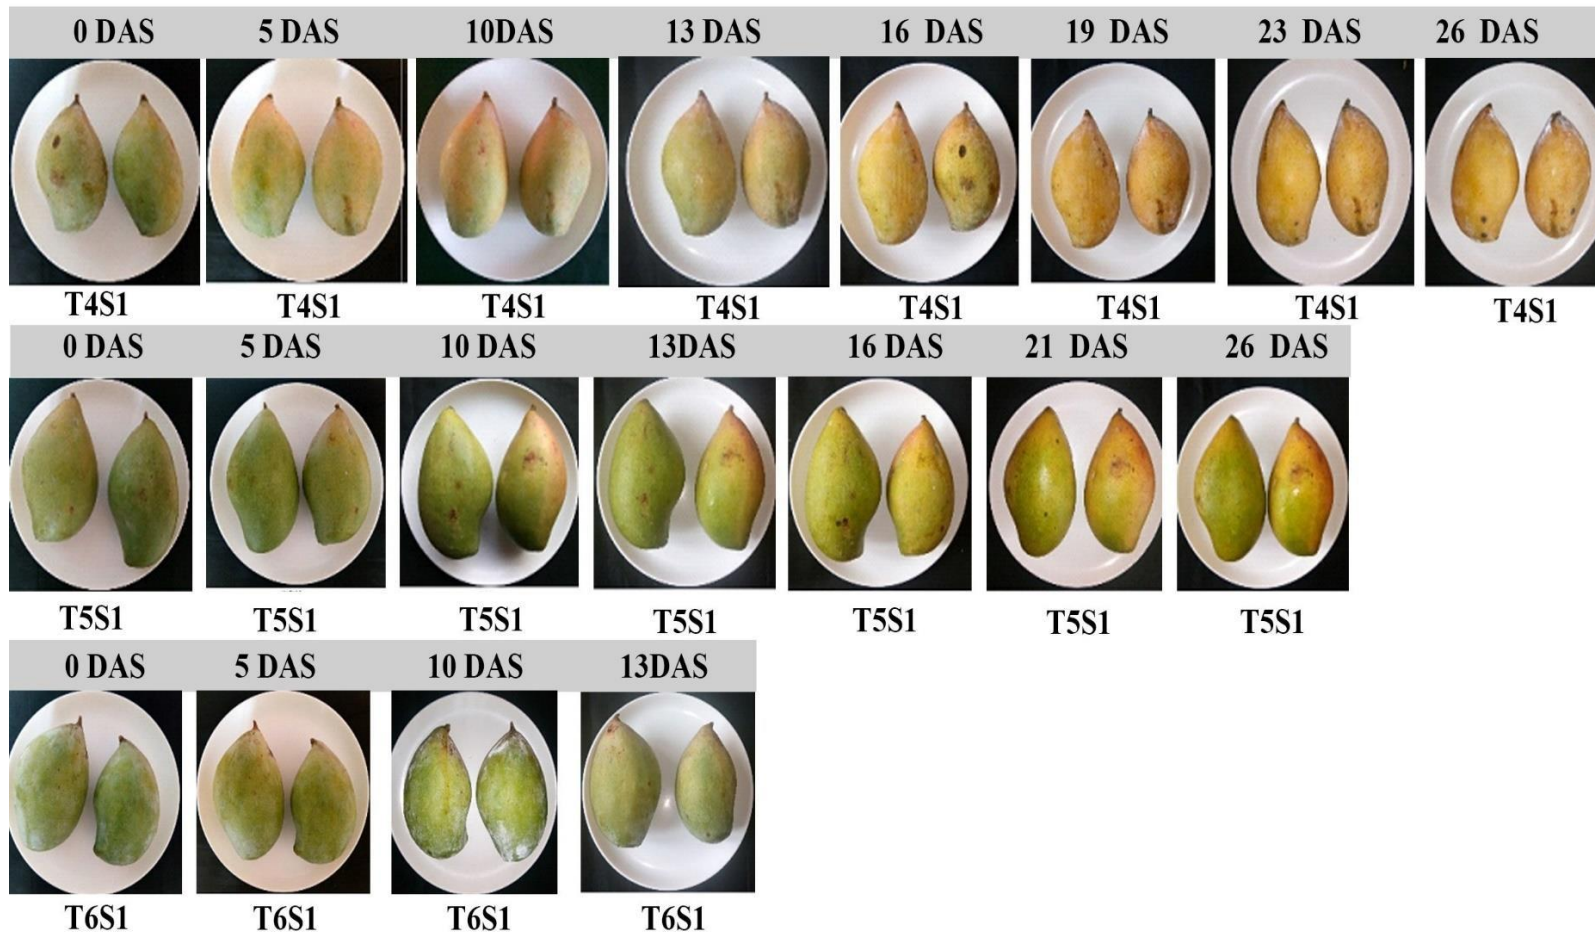 0 DAS 5 DAS 10DAS 13 DAS 16 DAS 19 DAS 23 DAS 26 DAS
T4S1 T4S1 T4S1 T4S1 T4S1 T4S1 T4S1 T4S1
0 DAS 5 DAS 10 DAS 13DAS 16 DAS 21 DAS 26 DAS
T5S1 T5S1 T5S1 T5S1 T5S1 T5S1 T5S1
0 DAS 5 DAS 10 DAS 13DAS
T6S1 T6S1 T6S1 T6S1